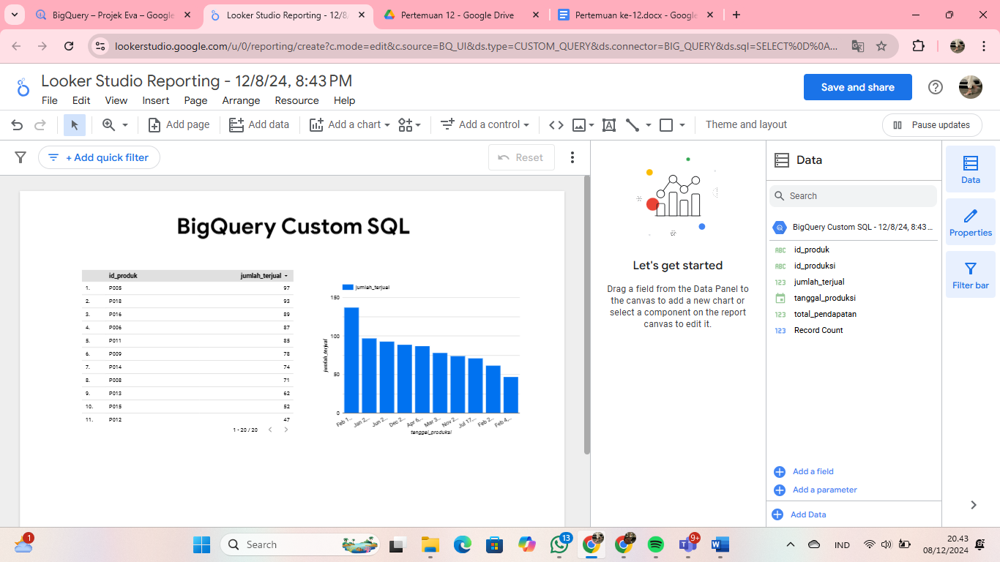 BigQuery – Projek Eva – Google
Looker Studio Reporting - 12/8/
Pertemuan 12 - Google Drive
Pertemuan ke-12.docx - Google
lookerstudio.google.com/u/0/reporting/create?c.mode=edit&c.source=BQ_UI&ds.type=CUSTOM_QUERY&ds.connector=BIG_QUERY&ds.sql=SELECT%0D%0A...
Looker Studio Reporting - 12/8/24, 8:43 PM
File Edit View Insert Page Arrange Resource Help
Save and share
Add page Add data Add a chart Add a control Theme and layout Pause updates
+ Add quick filter Reset
BigQuery Custom SQL
id_produk jumlah_terjual
1. P005 97
2. P018 93
3. P016 89
4. P006 87
5. P011 85
6. P009 78
7. P014 74
8. P008 71
9. P013 62
10. P015 52
11. P012 47
1 - 20 / 20
jumlah_terjual
150
100
50
0
jumlah_terjual
Feb 1... Jan 2... Jun 2... Dec 2... Apr 6,... Mar 3... Nov 2... Jul 17,... Feb 2... Feb 4,...
tanggal_produksi
Let's get started
Drag a field from the Data Panel to
the canvas to add a new chart or
select a component on the report
canvas to edit it.
Data
Search
BigQuery Custom SQL - 12/8/24, 8:43...
ABC id_produk
ABC id_produksi
123 jumlah_terjual
tanggal_produksi
123 total_pendapatan
123 Record Count
Add a field
Add a parameter
Add Data
Data
Properties
Filter bar
1
Search
13
9+
IND
20.43
08/12/2024